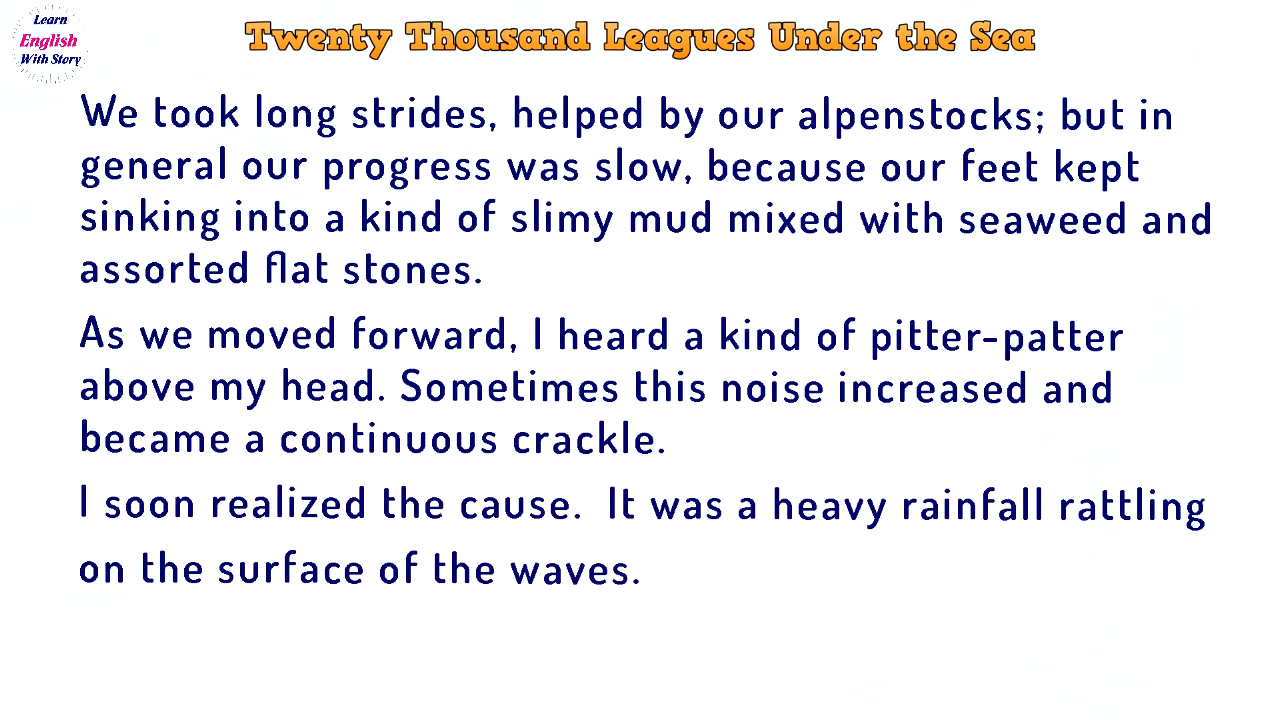 Learn
English
With Story
Twenty Thousand Leagues Under the Sea
We took long strides, helped by our alpenstocks; but in
general our progress was slow, because our feet kept
sinking into a kind of slimy mud mixed with seaweed and
assorted flat stones.
As we moved forward, I heard a kind of pitter-patter
above my head. Sometimes this noise increased and
became a continuous crackle.
I soon realized the cause.  It was a heavy rainfall rattling
on the surface of the waves.